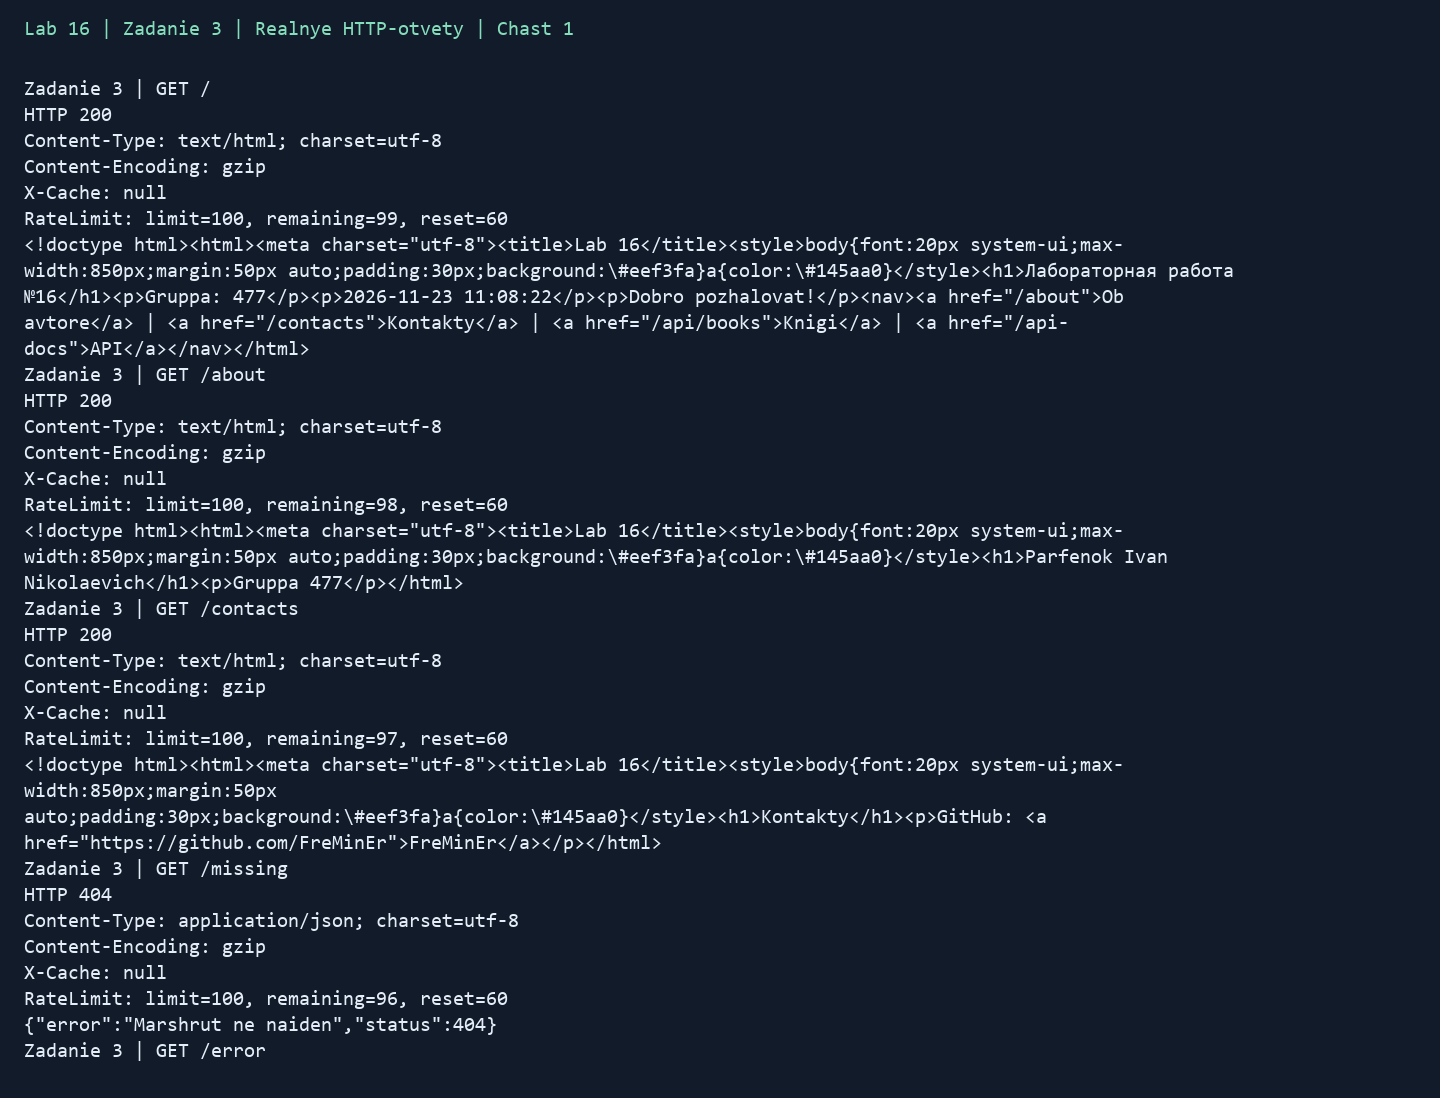 Lab 16 | Zadanie 3 | Realnye HTTP-otvety | Chast 1
Zadanie 3 | GET /
HTTP 200
Content-Type: text/html; charset=utf-8
Content-Encoding: gzip
X-Cache: null
RateLimit: limit=100, remaining=99, reset=60
<!doctype html><html><meta charset="utf-8"><title>Lab 16</title><style>body{font:20px system-ui;max-
width:850px;margin:50px auto;padding:30px;background:\#eef3fa}a{color:\#145aa0}</style><h1>Лабораторная работа
№16</h1><p>Gruppa: 477</p><p>2026-11-23 11:08:22</p><p>Dobro pozhalovat!</p><nav><a href="/about">Ob
avtore</a> | <a href="/contacts">Kontakty</a> | <a href="/api/books">Knigi</a> | <a href="/api-
docs">API</a></nav></html>
Zadanie 3 | GET /about
HTTP 200
Content-Type: text/html; charset=utf-8
Content-Encoding: gzip
X-Cache: null
RateLimit: limit=100, remaining=98, reset=60
<!doctype html><html><meta charset="utf-8"><title>Lab 16</title><style>body{font:20px system-ui;max-
width:850px;margin:50px auto;padding:30px;background:\#eef3fa}a{color:\#145aa0}</style><h1>Parfenok Ivan
Nikolaevich</h1><p>Gruppa 477</p></html>
Zadanie 3 | GET /contacts
HTTP 200
Content-Type: text/html; charset=utf-8
Content-Encoding: gzip
X-Cache: null
RateLimit: limit=100, remaining=97, reset=60
<!doctype html><html><meta charset="utf-8"><title>Lab 16</title><style>body{font:20px system-ui;max-
width:850px;margin:50px
auto;padding:30px;background:\#eef3fa}a{color:\#145aa0}</style><h1>Kontakty</h1><p>GitHub: <a
href="https://github.com/FreMinEr">FreMinEr</a></p></html>
Zadanie 3 | GET /missing
HTTP 404
Content-Type: application/json; charset=utf-8
Content-Encoding: gzip
X-Cache: null
RateLimit: limit=100, remaining=96, reset=60
{"error":"Marshrut ne naiden","status":404}
Zadanie 3 | GET /error